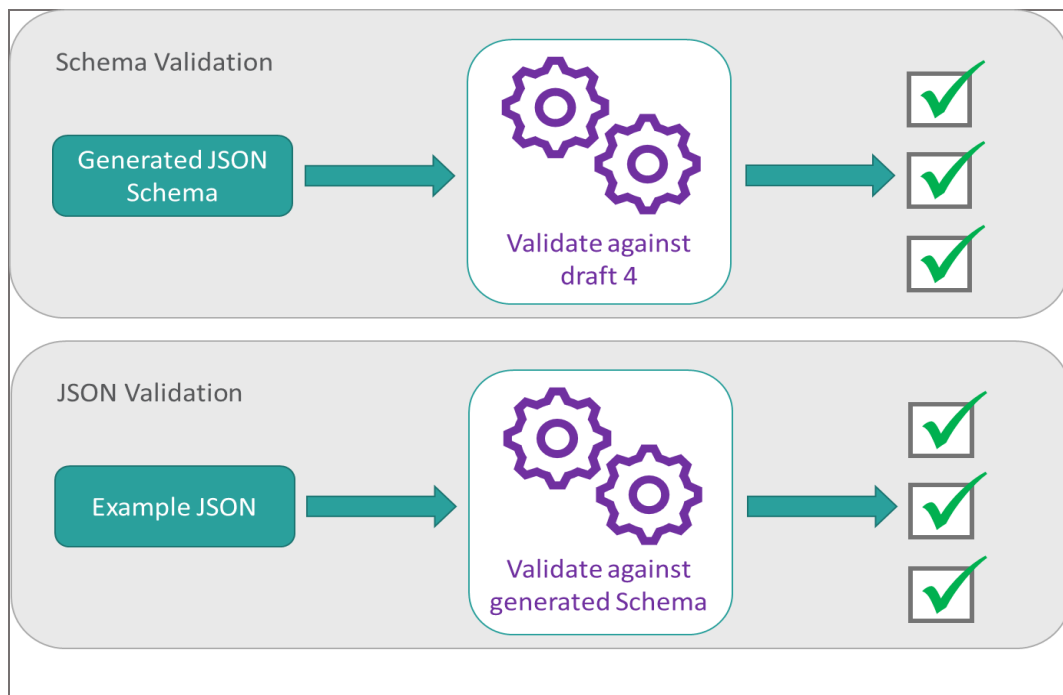 Schema Validation
Generated JSON
Schema
Validate against
draft 4
JSON Validation
Example JSON
Validate against
generated Schema